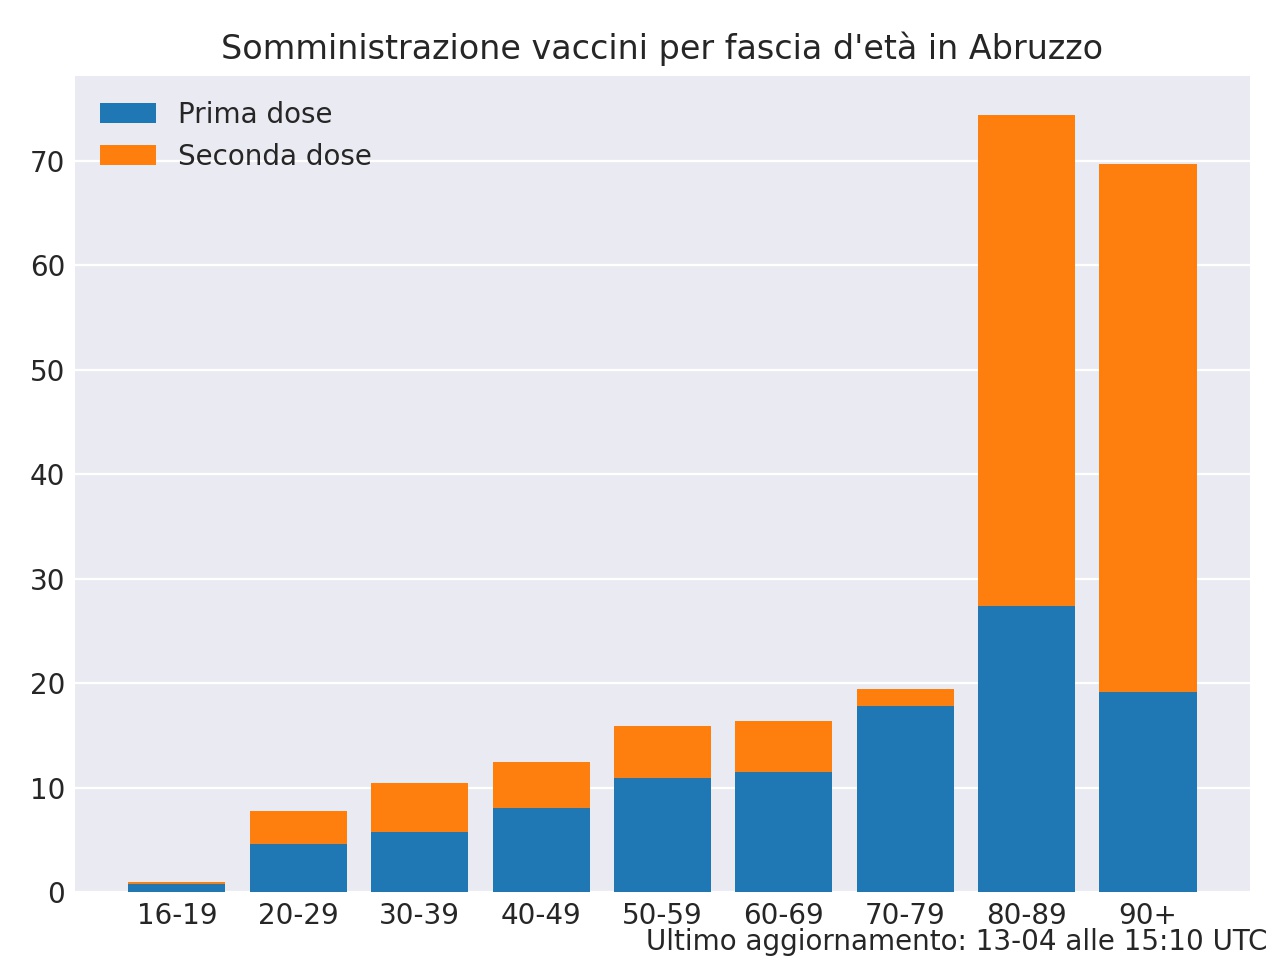 Somministrazione vaccini per fascia d'età in Abruzzo
Prima dose
Seconda dose
70
60
50
40
30
20
10
0
16-19 20-29 30-39 40-49 50-59 60-69 70-79 80-89 90+
Ultimo aggiornamento: 13-04 alle 15:10 UTC